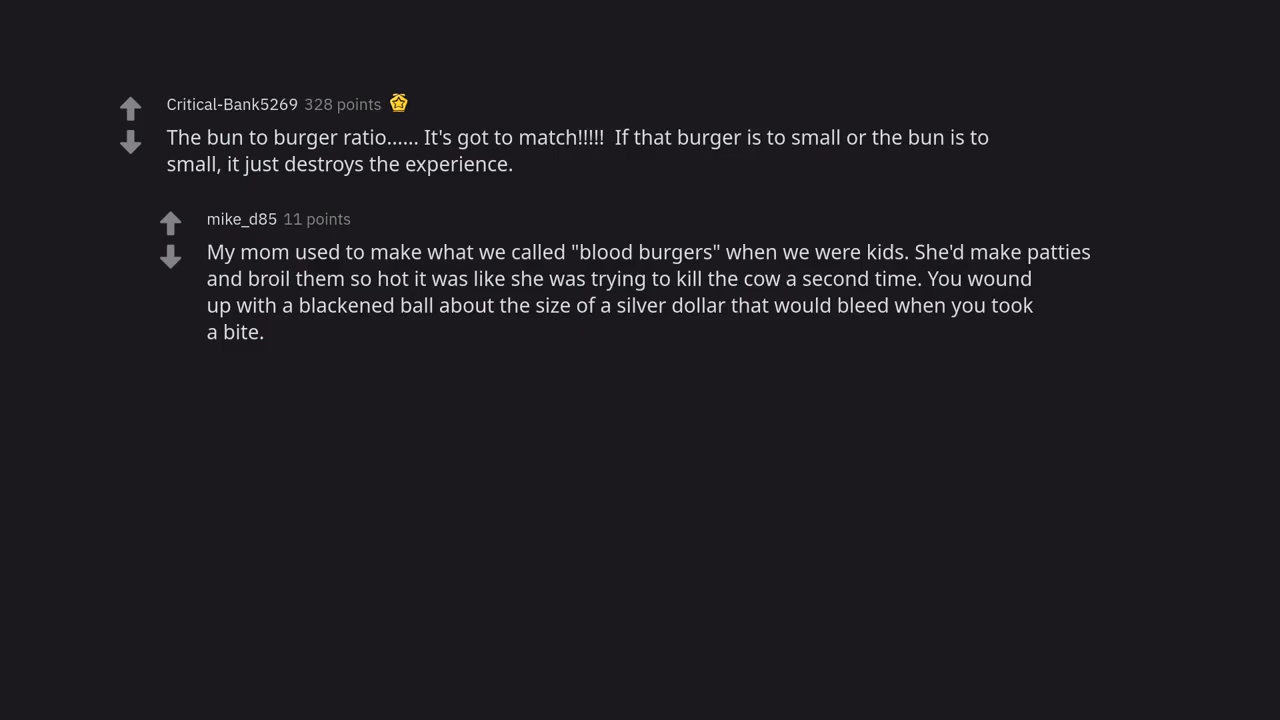 Critical-Bank5269 328 points
The bun to burger ratio...... It's got to match!!!!!  If that burger is to small or the bun is to
small, it just destroys the experience.
mike_d85 11 points
My mom used to make what we called "blood burgers" when we were kids. She'd make patties
and broil them so hot it was like she was trying to kill the cow a second time. You wound
up with a blackened ball about the size of a silver dollar that would bleed when you took
a bite.